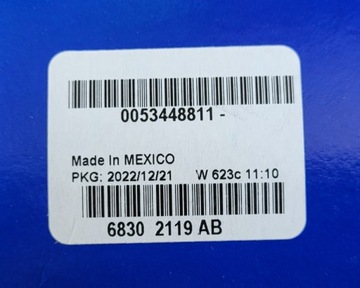 0053448811 -
Made In MEXICO
PKG: 2022/12/21 W 623c 11:10
6830 2119 AB